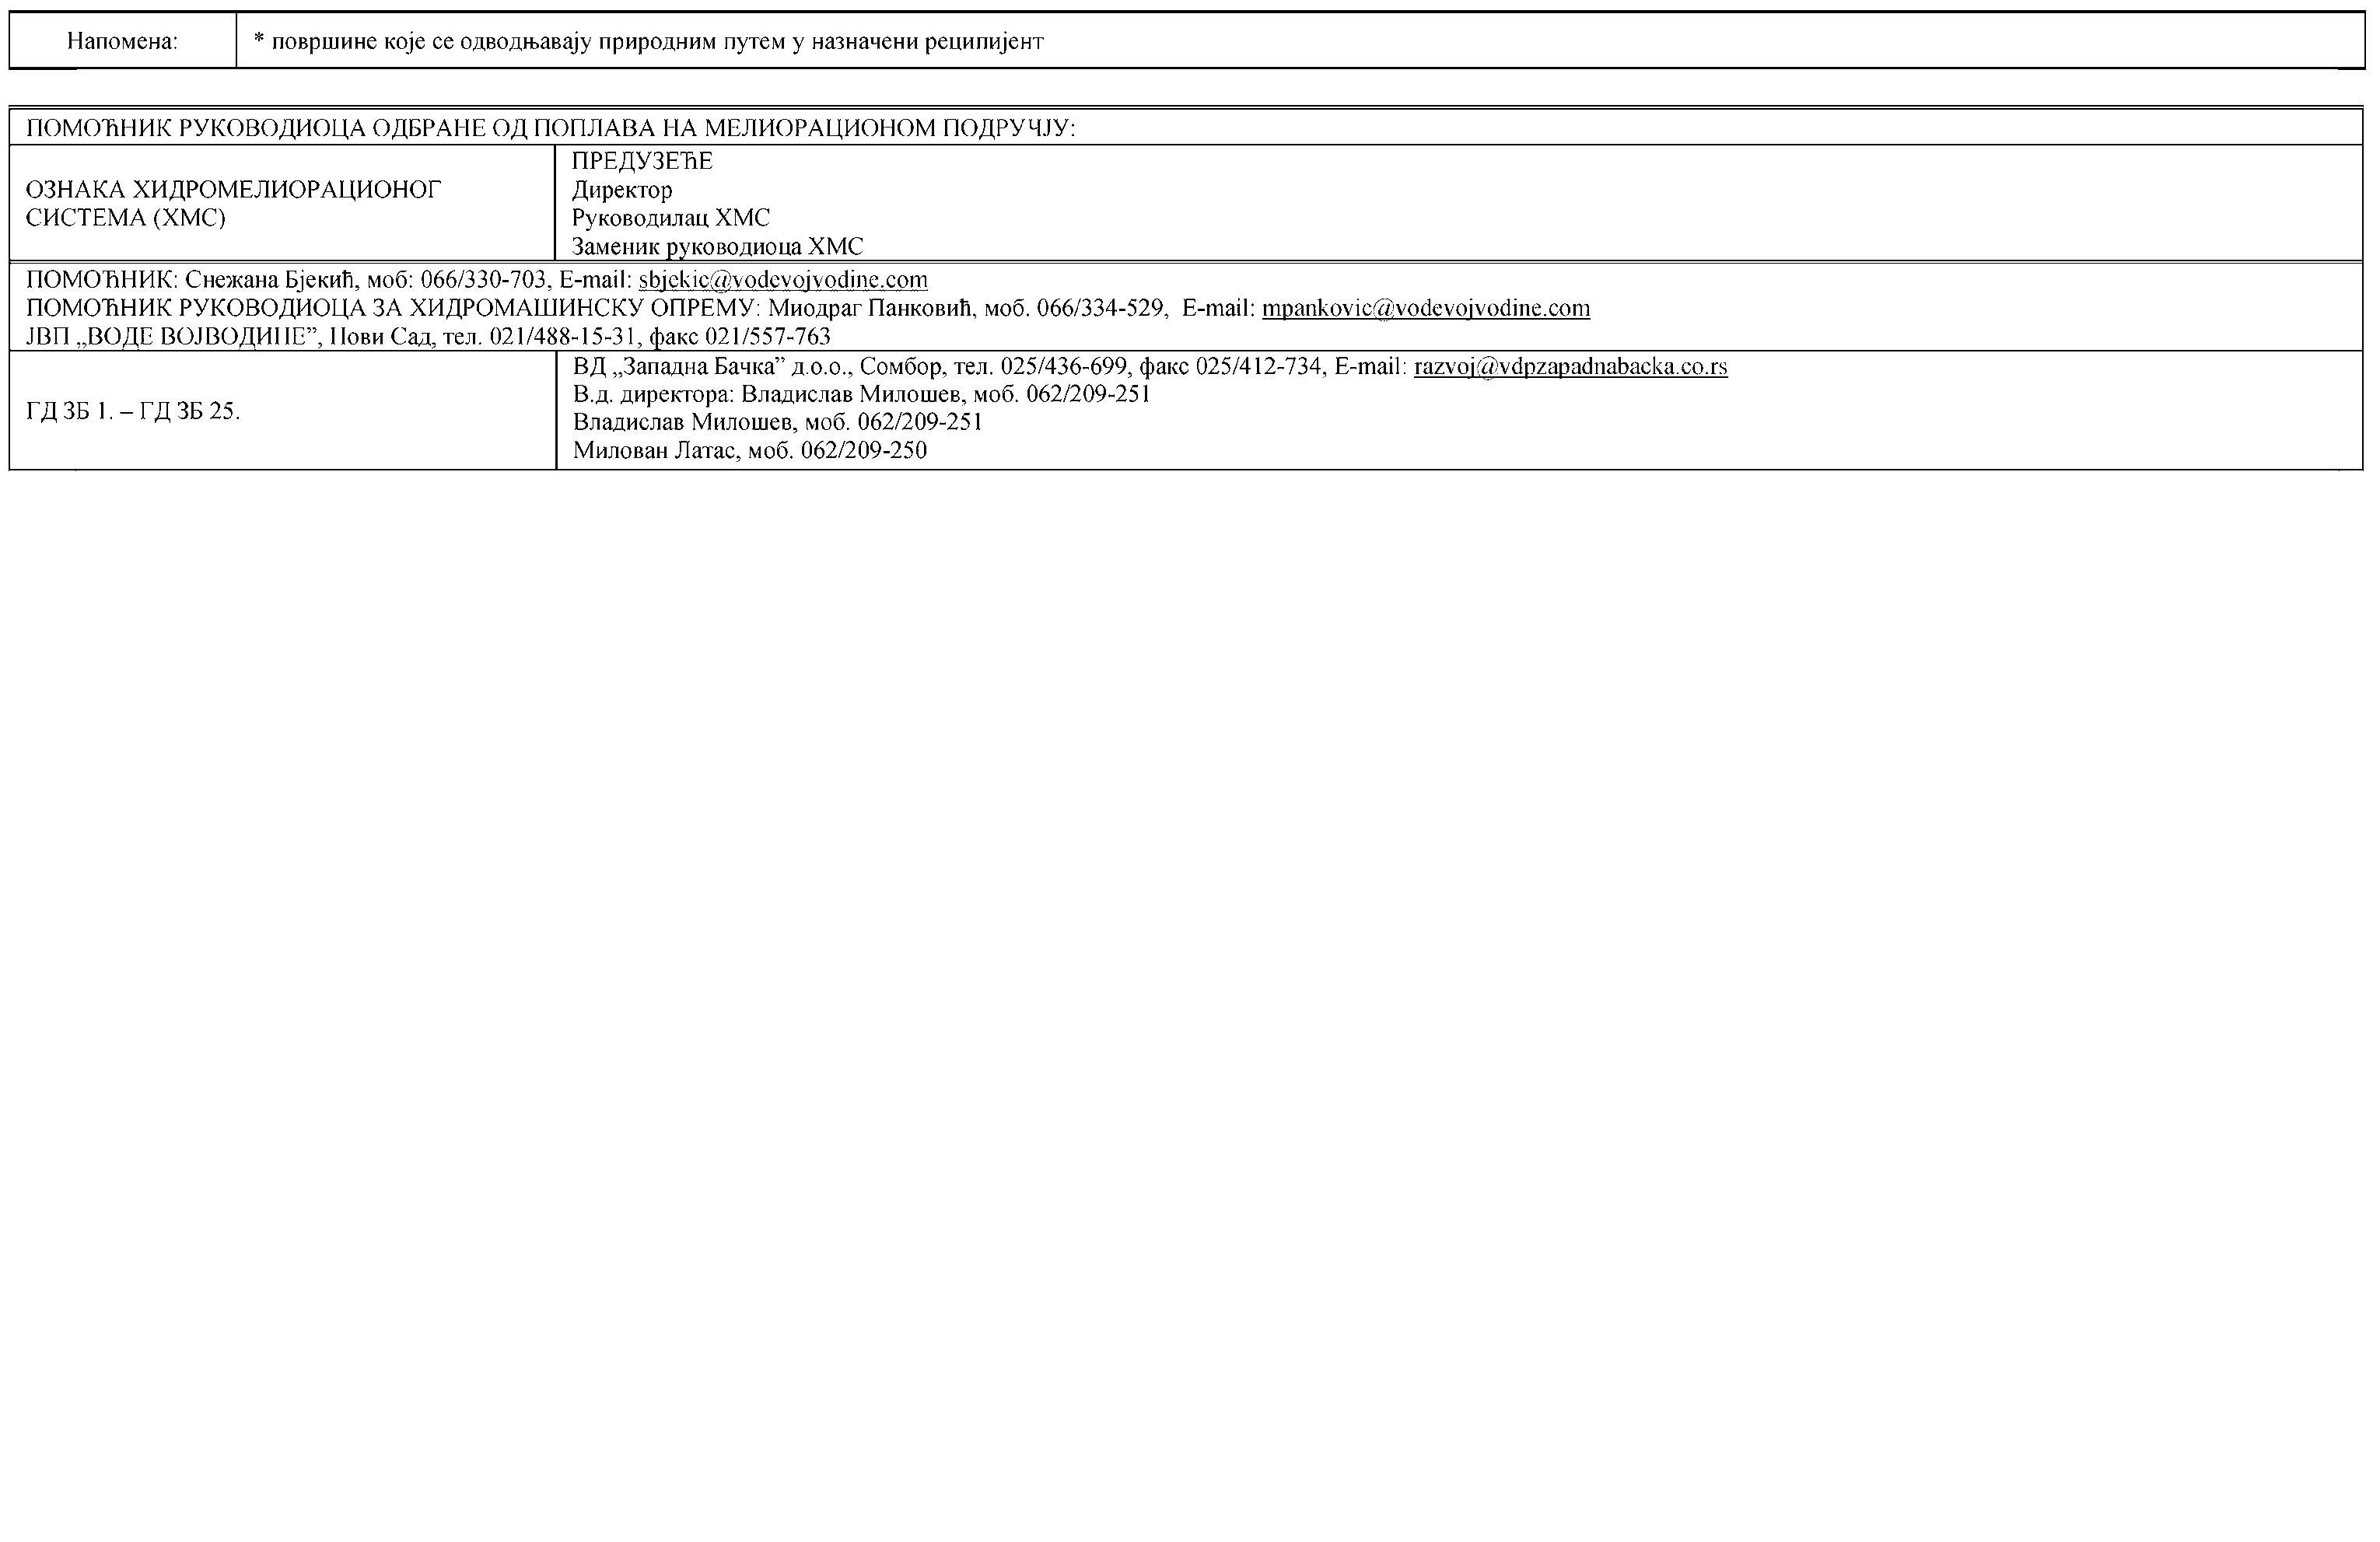 Напомена: * површине које се одводњавају природним путем у назначени реципијент
ПОМОЋНИК РУКОВОДИОЦА ОДБРАНЕ ОД ПОПЛАВА НА МЕЛИОРАЦИОНОМ ПОДРУЧЈУ:
ОЗНАКА ХИДРОМЕЛИОРАЦИОНОГ
СИСТЕМА (ХМС)
ПРЕДУЗЕЋЕ
Директор
Руководилац ХМС
Заменик руководиоца ХМС
ПОМОЋНИК: Снежана Бјекић, моб: 066/330-703, E-mail: sbjekic@vodevojvodine.com
ПОМОЋНИК РУКОВОДИОЦА ЗА ХИДРОМАШИНСКУ ОПРЕМУ: Миодраг Панковић, моб. 066/334-529, E-mail: mpankovic@vodevojvodine.com
ЈВП „ВОДЕ ВОЈВОДИНЕ”, Нови Сад, тел. 021/488-15-31, факс 021/557-763
ГД ЗБ 1. – ГД ЗБ 25.
ВД „Западна Бачка” д.о.о., Сомбор, тел. 025/436-699, факс 025/412-734, E-mail: razvoj@vdpzapadnabacka.co.rs
В.д. директора: Владислав Милошев, моб. 062/209-251
Владислав Милошев, моб. 062/209-251
Милован Латас, моб. 062/209-250